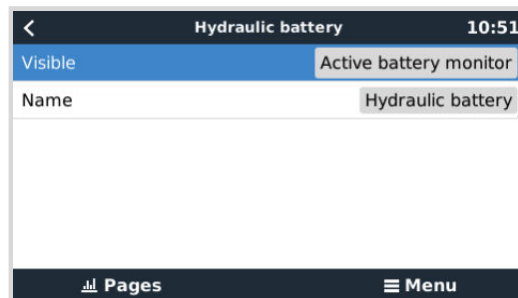 Hydraulic battery 10:51
Visible Active battery monitor
Name Hydraulic battery
Pages Menu